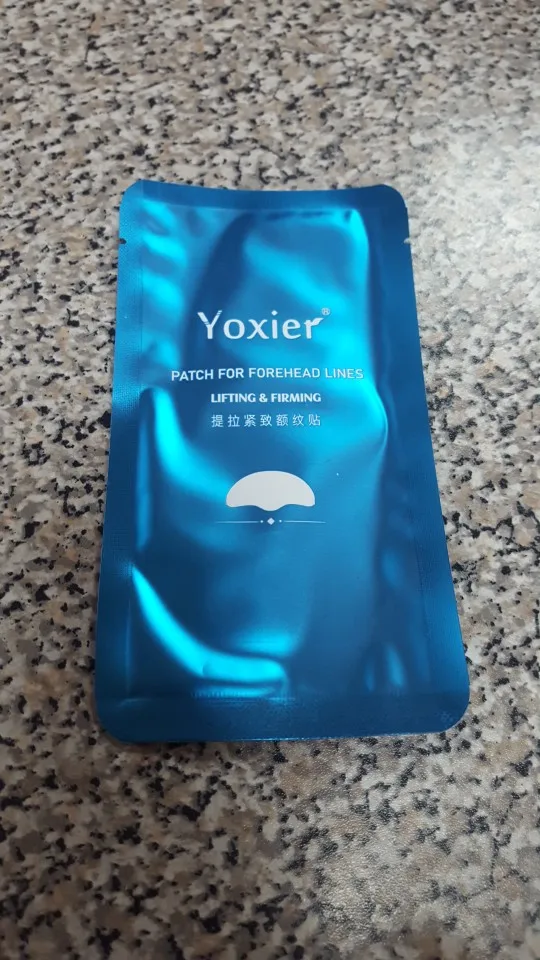 Yoxier®
PATCH FOR FOREHEAD LINES
LIFTING & FIRMING
提拉紧致额纹贴